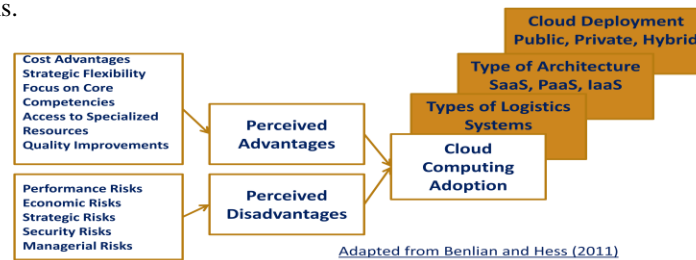 ns.
Cloud Deployment
Public, Private, Hybrid
Type of Architecture
SaaS, PaaS, IaaS
Types of Logistics
Systems
Cloud
Computing
Adoption
Cost Advantages
Strategic Flexibility
Focus on Core
Competencies
Access to Specialized
Resources
Quality Improvements
Perceived
Advantages
Performance Risks
Economic Risks
Strategic Risks
Security Risks
Managerial Risks
Perceived
Disadvantages
Adapted from Benlian and Hess (2011)